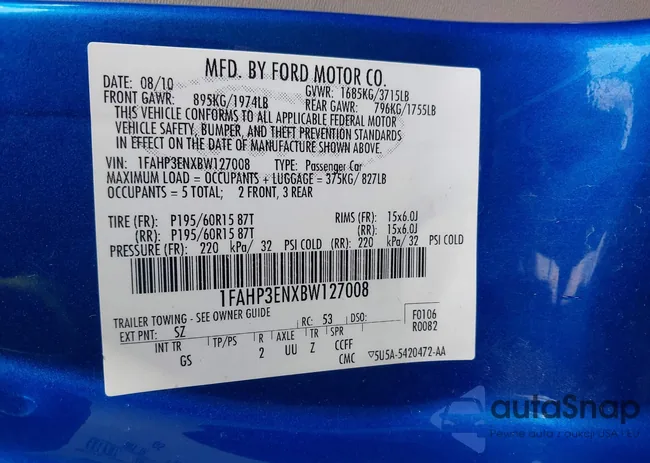 MFD. BY FORD MOTOR CO.
DATE: 08/10 GVWR: 1685KG/3715LB
FRONT GAWR: 895KG/1974LB REAR GAWR: 796KG/1755LB
THIS VEHICLE CONFORMS TO ALL APPLICABLE FEDERAL MOTOR
VEHICLE SAFETY, BUMPER, AND THEFT PREVENTION STANDARDS
IN EFFECT ON THE DATE OF MANUFACTURE SHOWN ABOVE.
VIN: 1FAHP3ENXBW127008 TYPE: Passenger Car
MAXIMUM LOAD = OCCUPANTS + LUGGAGE = 375KG/827LB
OCCUPANTS = 5 TOTAL; 2 FRONT, 3 REAR
TIRE (FR): P195/60R15 87T RIMS (FR): 15x6.0J
(RR): P195/60R15 87T (RR): 15x6.0J
PRESSURE (FR): 220 kPa/ 32 PSI COLD (RR): 220 kPa/ 32 PSI COLD
1FAHP3ENXBW127008
TRAILER TOWING - SEE OWNER GUIDE F0106
EXT PNT: SZ RC: 53 DSO: R0082
INT TR TP/PS R AXLE TR SPR
GS 2 UU Z CCFF
CMC 5U5A-5420472-AA
autoSnap